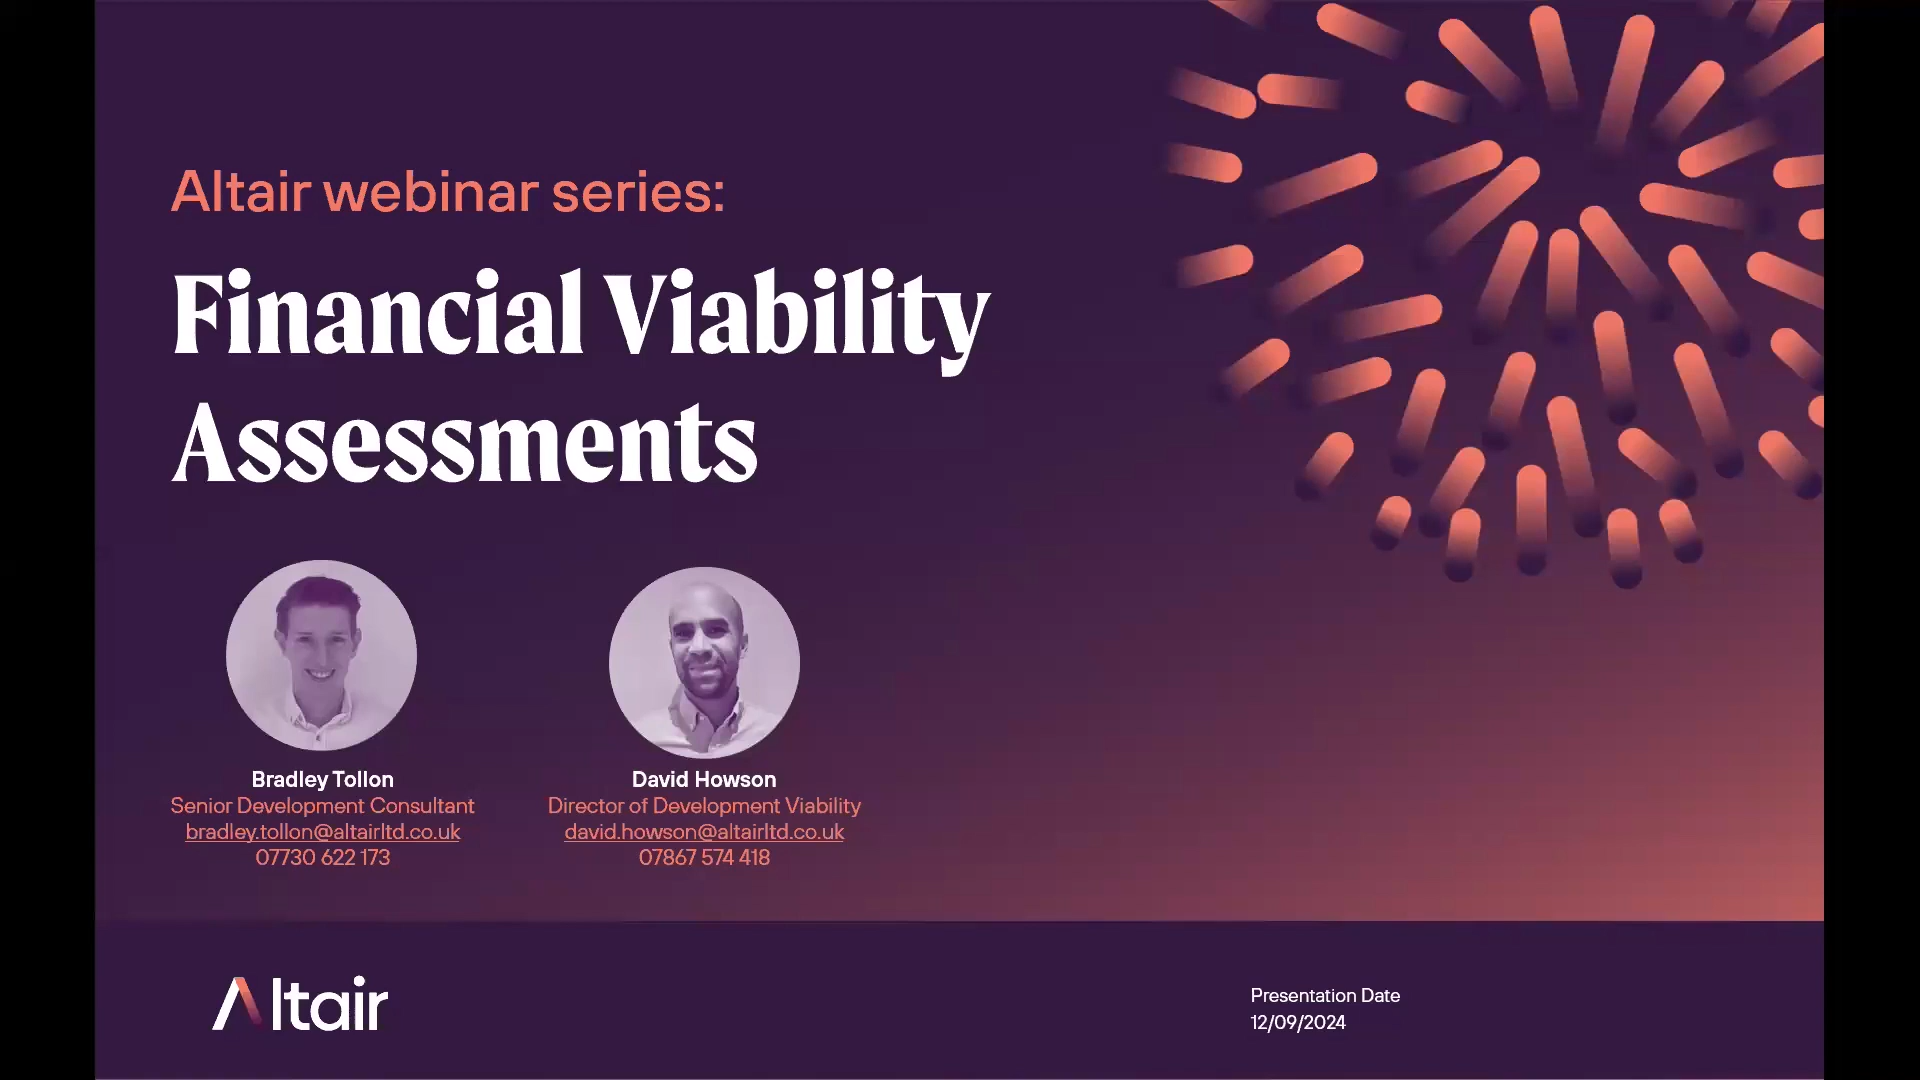 Altair webinar series:
Financial Viability
Assessments
Bradley Tollon
Senior Development Consultant
bradley.tollon@altairltd.co.uk
07730 622 173
David Howson
Director of Development Viability
david.howson@altairltd.co.uk
07867 574 418
Altair
Presentation Date
12/09/2024